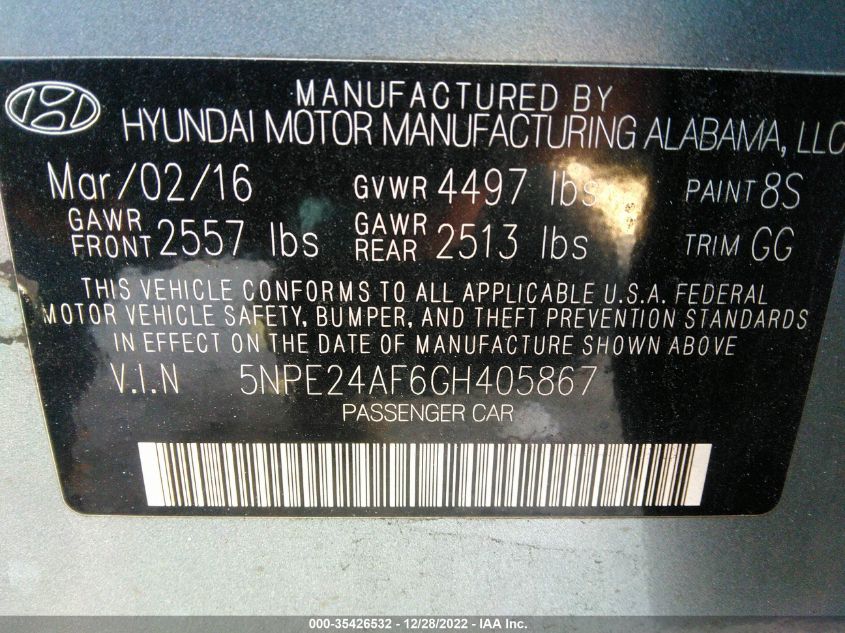 MANUFACTURED BY
HYUNDAI MOTOR MANUFACTURING ALABAMA, LLC
Mar/02/16 GVWR 4497 lbs PAINT 8S
GAWR FRONT 2557 lbs GAWR REAR 2513 lbs TRIM GG
THIS VEHICLE CONFORMS TO ALL APPLICABLE U.S.A. FEDERAL
MOTOR VEHICLE SAFETY, BUMPER, AND THEFT PREVENTION STANDARDS
IN EFFECT ON THE DATE OF MANUFACTURE SHOWN ABOVE
V.I.N 5NPE24AF6GH405867
PASSENGER CAR
000-35426532 - 12/28/2022 - IAA Inc.